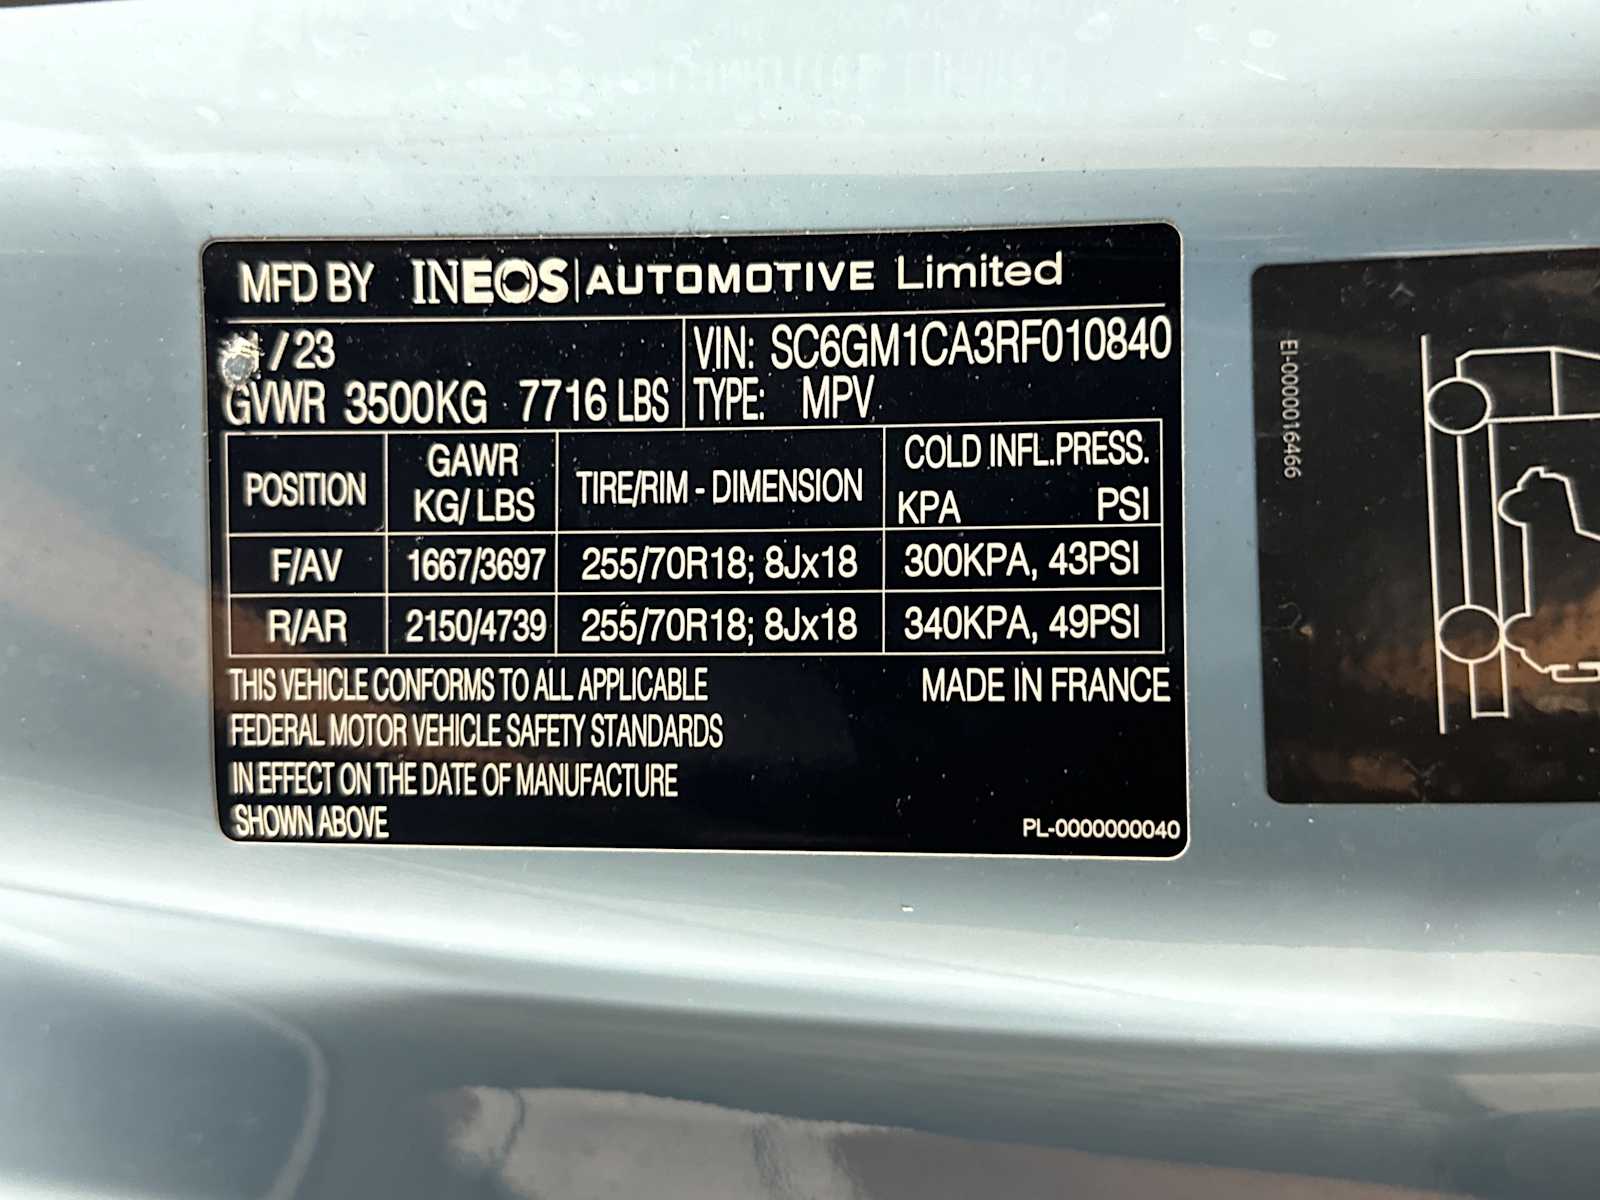 MFD BY INEOS | AUTOMOTIVE Limited
/ 23
VIN: SC6GM1CA3RF010840
GVWR 3500KG 7716 LBS
TYPE: MPV
POSITION GAWR KG/ LBS TIRE/RIM - DIMENSION COLD INFL.PRESS. KPA PSI
F/AV 1667/3697 255/70R18; 8Jx18 300KPA, 43PSI
R/AR 2150/4739 255/70R18; 8Jx18 340KPA, 49PSI
THIS VEHICLE CONFORMS TO ALL APPLICABLE
FEDERAL MOTOR VEHICLE SAFETY STANDARDS
IN EFFECT ON THE DATE OF MANUFACTURE
SHOWN ABOVE
MADE IN FRANCE
PL-0000000040
EI-0000016466